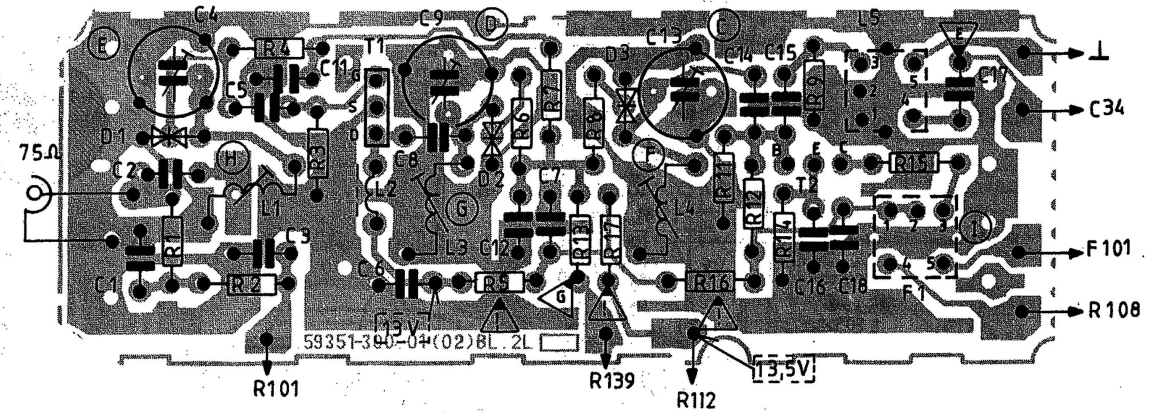 C4
C9
D
C
L5
E
R4
T1
D3
C13
C14
C15
E
⊥
C5
C11
G
S
D
R7
R9
3
5
2
4
1
C17
C34
D1
R6
R8
75Ω
H
R3
C8
F
B
E
C
R15
C2
L2
D2
C7
R11
T2
L1
G
L4
R12
1
2
3
I
R1
C3
L3
C12
R13
R17
R14
F101
C1
R2
C6
R5
R16
C16
C18
4
5
F1
G
I
I
I
R108
13V
59351-390-01(02)BL.2L
13,5V
R101
R139
R112